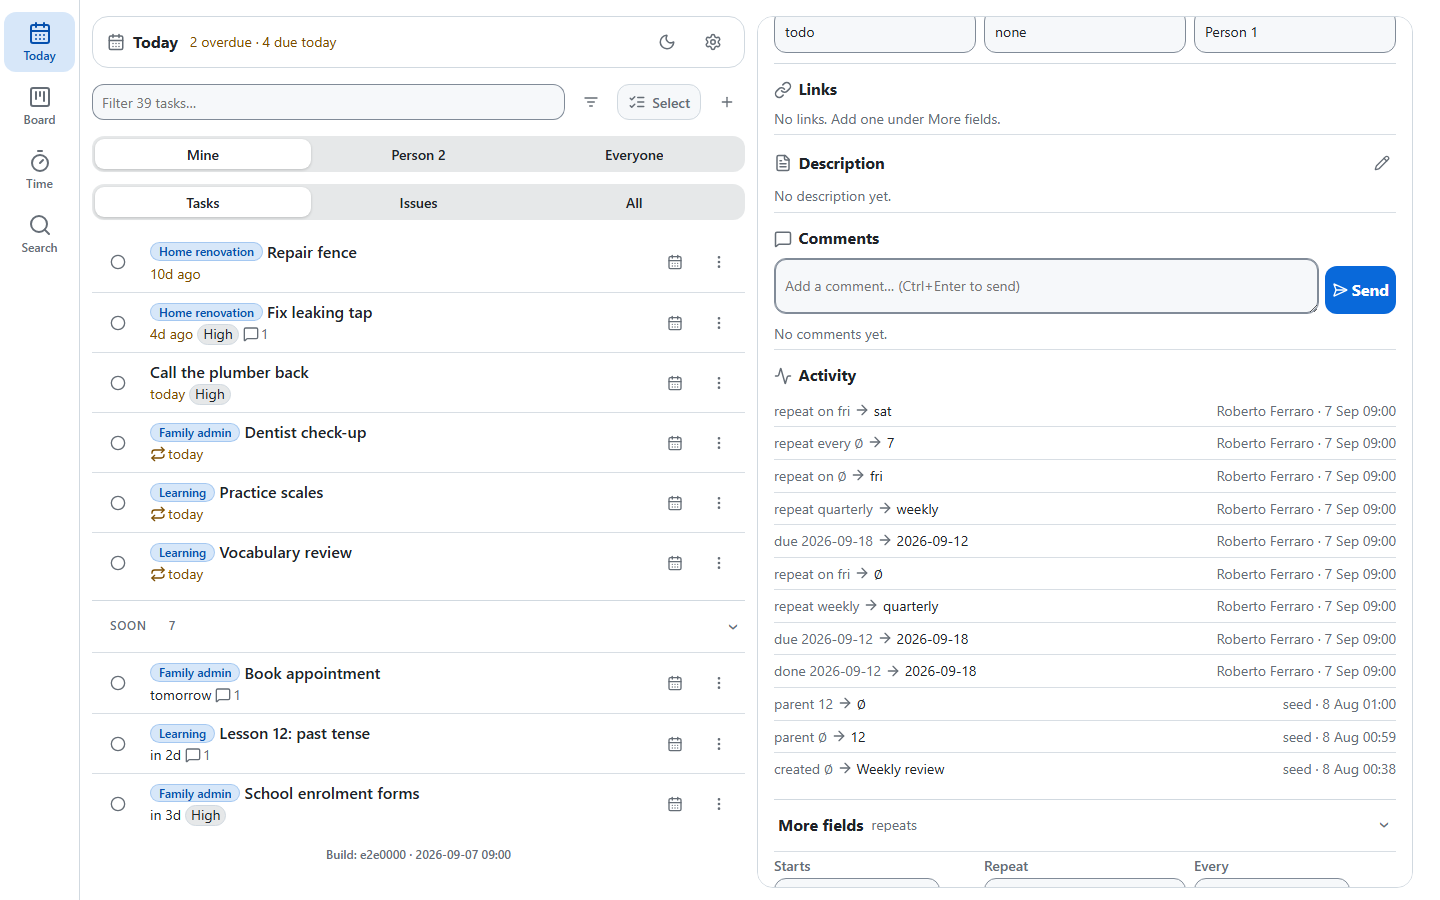 Today
Board
Time
Search
Today 2 overdue · 4 due today
Filter 39 tasks...
Select
Mine Person 2 Everyone
Tasks Issues All
Home renovation Repair fence
10d ago
Home renovation Fix leaking tap
4d ago High 1
Call the plumber back
today High
Family admin Dentist check-up
today
Learning Practice scales
today
Learning Vocabulary review
today
SOON 7
Family admin Book appointment
tomorrow 1
Learning Lesson 12: past tense
in 2d 1
Family admin School enrolment forms
in 3d High
Build: e2e0000 · 2026-09-07 09:00
todo none Person 1
Links
No links. Add one under More fields.
Description
No description yet.
Comments
Add a comment... (Ctrl+Enter to send)
Send
No comments yet.
Activity
repeat on fri → sat Roberto Ferraro · 7 Sep 09:00
repeat every Ø → 7 Roberto Ferraro · 7 Sep 09:00
repeat on Ø → fri Roberto Ferraro · 7 Sep 09:00
repeat quarterly → weekly Roberto Ferraro · 7 Sep 09:00
due 2026-09-18 → 2026-09-12 Roberto Ferraro · 7 Sep 09:00
repeat on fri → Ø Roberto Ferraro · 7 Sep 09:00
repeat weekly → quarterly Roberto Ferraro · 7 Sep 09:00
due 2026-09-12 → 2026-09-18 Roberto Ferraro · 7 Sep 09:00
done 2026-09-12 → 2026-09-18 Roberto Ferraro · 7 Sep 09:00
parent 12 → Ø seed · 8 Aug 01:00
parent Ø → 12 seed · 8 Aug 00:59
created Ø → Weekly review seed · 8 Aug 00:38
More fields repeats
Starts Repeat Every